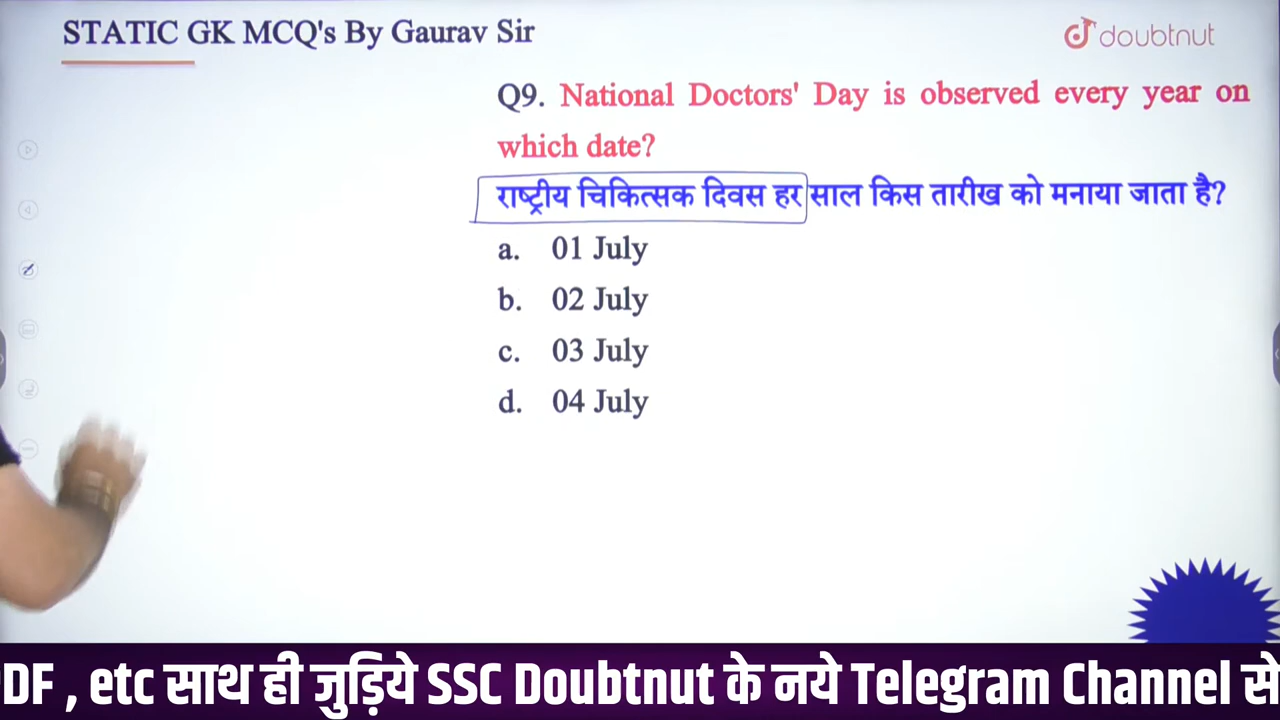 STATIC GK MCQ's By Gaurav Sir
doubtnut
Q9. National Doctors' Day is observed every year on
which date?
राष्ट्रीय चिकित्सक दिवस हर साल किस तारीख को मनाया जाता है?
a. 01 July
b. 02 July
c. 03 July
d. 04 July
DF , etc साथ ही जुड़िये SSC Doubtnut के नये Telegram Channel से